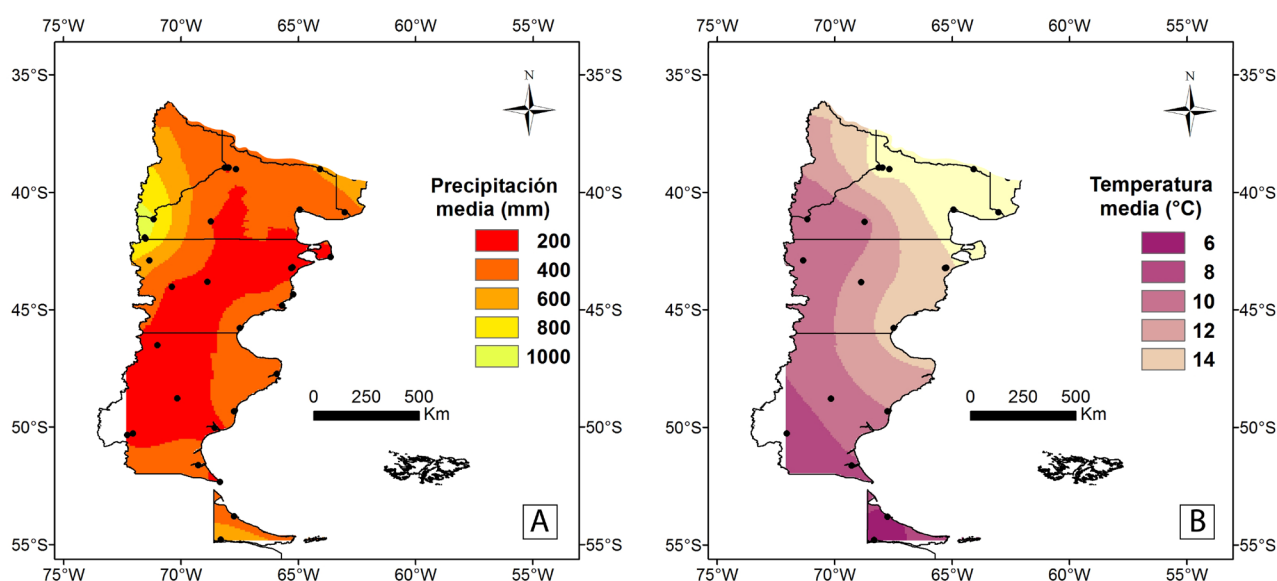 75°W 70°W 65°W 60°W 55°W
35°S 35°S
40°S 40°S
45°S 45°S
50°S 50°S
55°S 55°S
75°W 70°W 65°W 60°W 55°W
N
Precipitación
media (mm)
200
400
600
800
1000
0 250 500
Km
A
75°W 70°W 65°W 60°W 55°W
35°S 35°S
40°S 40°S
45°S 45°S
50°S 50°S
55°S 55°S
75°W 70°W 65°W 60°W 55°W
N
Temperatura
media (°C)
6
8
10
12
14
0 250 500
Km
B